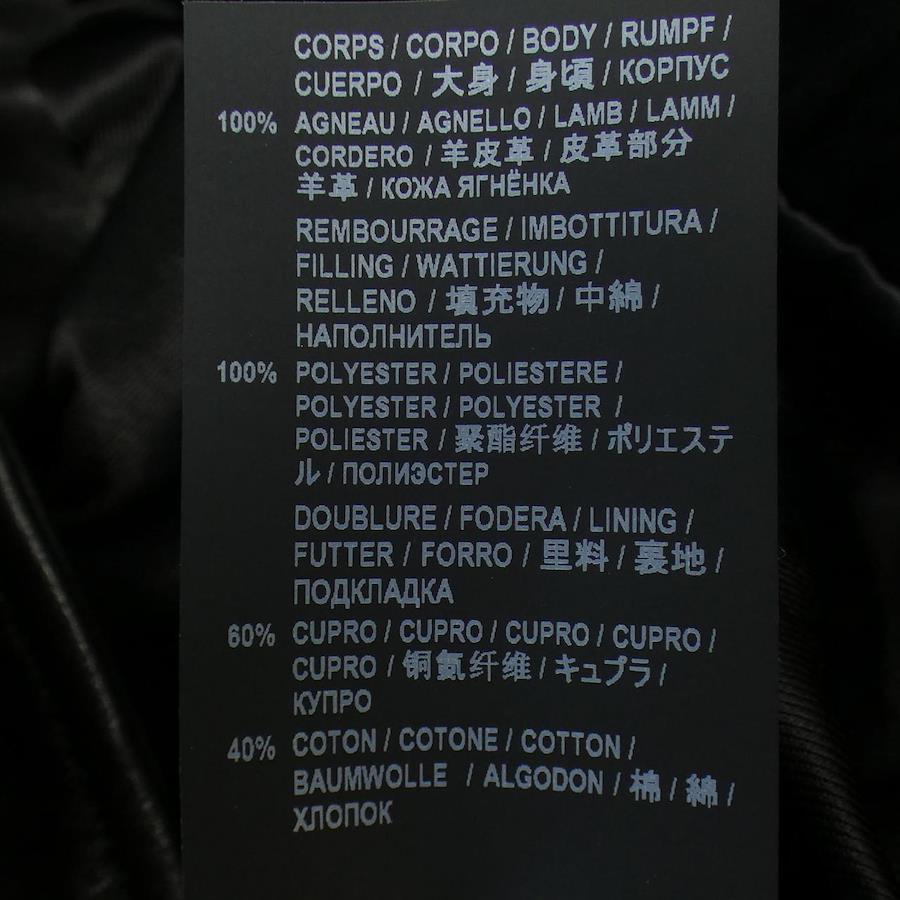 CORPS / CORPO / BODY / RUMPF /
CUERPO / 大身 / 身頃 / КОРПУС
100% AGNEAU / AGNELLO / LAMB / LAMM /
CORDERO / 羊皮革 / 皮革部分
羊革 / КОЖА ЯГНЁНКА
REMBOURRAGE / IMBOTTITURA /
FILLING / WATTIERUNG /
RELLENO / 填充物 / 中綿 /
НАПОЛНИТЕЛЬ
100% POLYESTER / POLIESTERE /
POLYESTER / POLYESTER /
POLIESTER / 聚酯纤维 / ポリエステ
ル / ПОЛИЭСТЕР
DOUBLURE / FODERA / LINING /
FUTTER / FORRO / 里料 / 裏地 /
ПОДКЛАДКА
60% CUPRO / CUPRO / CUPRO / CUPRO /
CUPRO / 铜氨纤维 / キュプラ /
КУПРО
40% COTON / COTONE / COTTON /
BAUMWOLLE / ALGODON / 棉 / 綿 /
ХЛОПОК